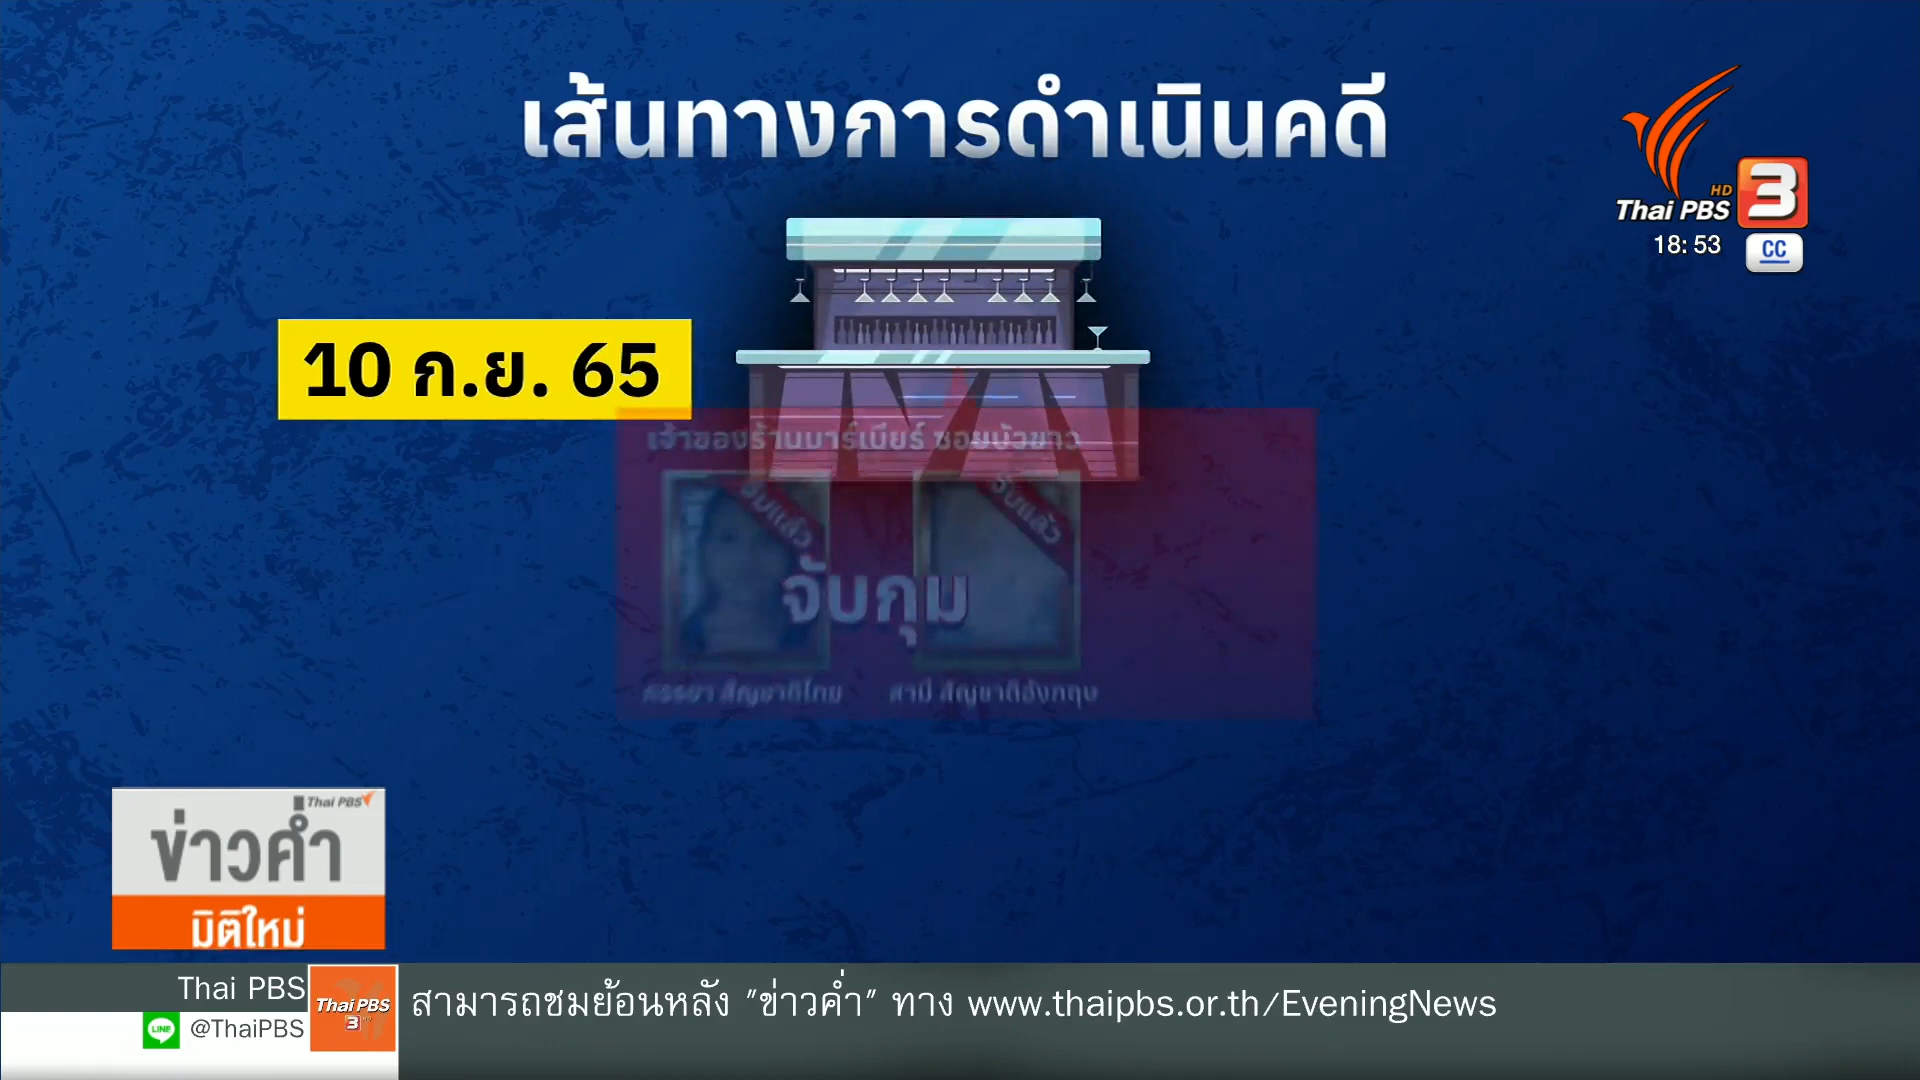 เส้นทางการดำเนินคดี
HD
Thai PBS 3
18:53
CC
10 ก.ย. 65
เจ้าของร้านบาร์เบียร์ ซอยบัวขาว
จับแล้ว
จับแล้ว
จับกุม
ภรรยา สัญชาติไทย
สามี สัญชาติอังกฤษ
Thai PBS
ข่าวค่ำ
มิติใหม่
Thai PBS
LINE @ThaiPBS
Thai PBS
3
สามารถชมย้อนหลัง "ข่าวค่ำ" ทาง www.thaipbs.or.th/EveningNews